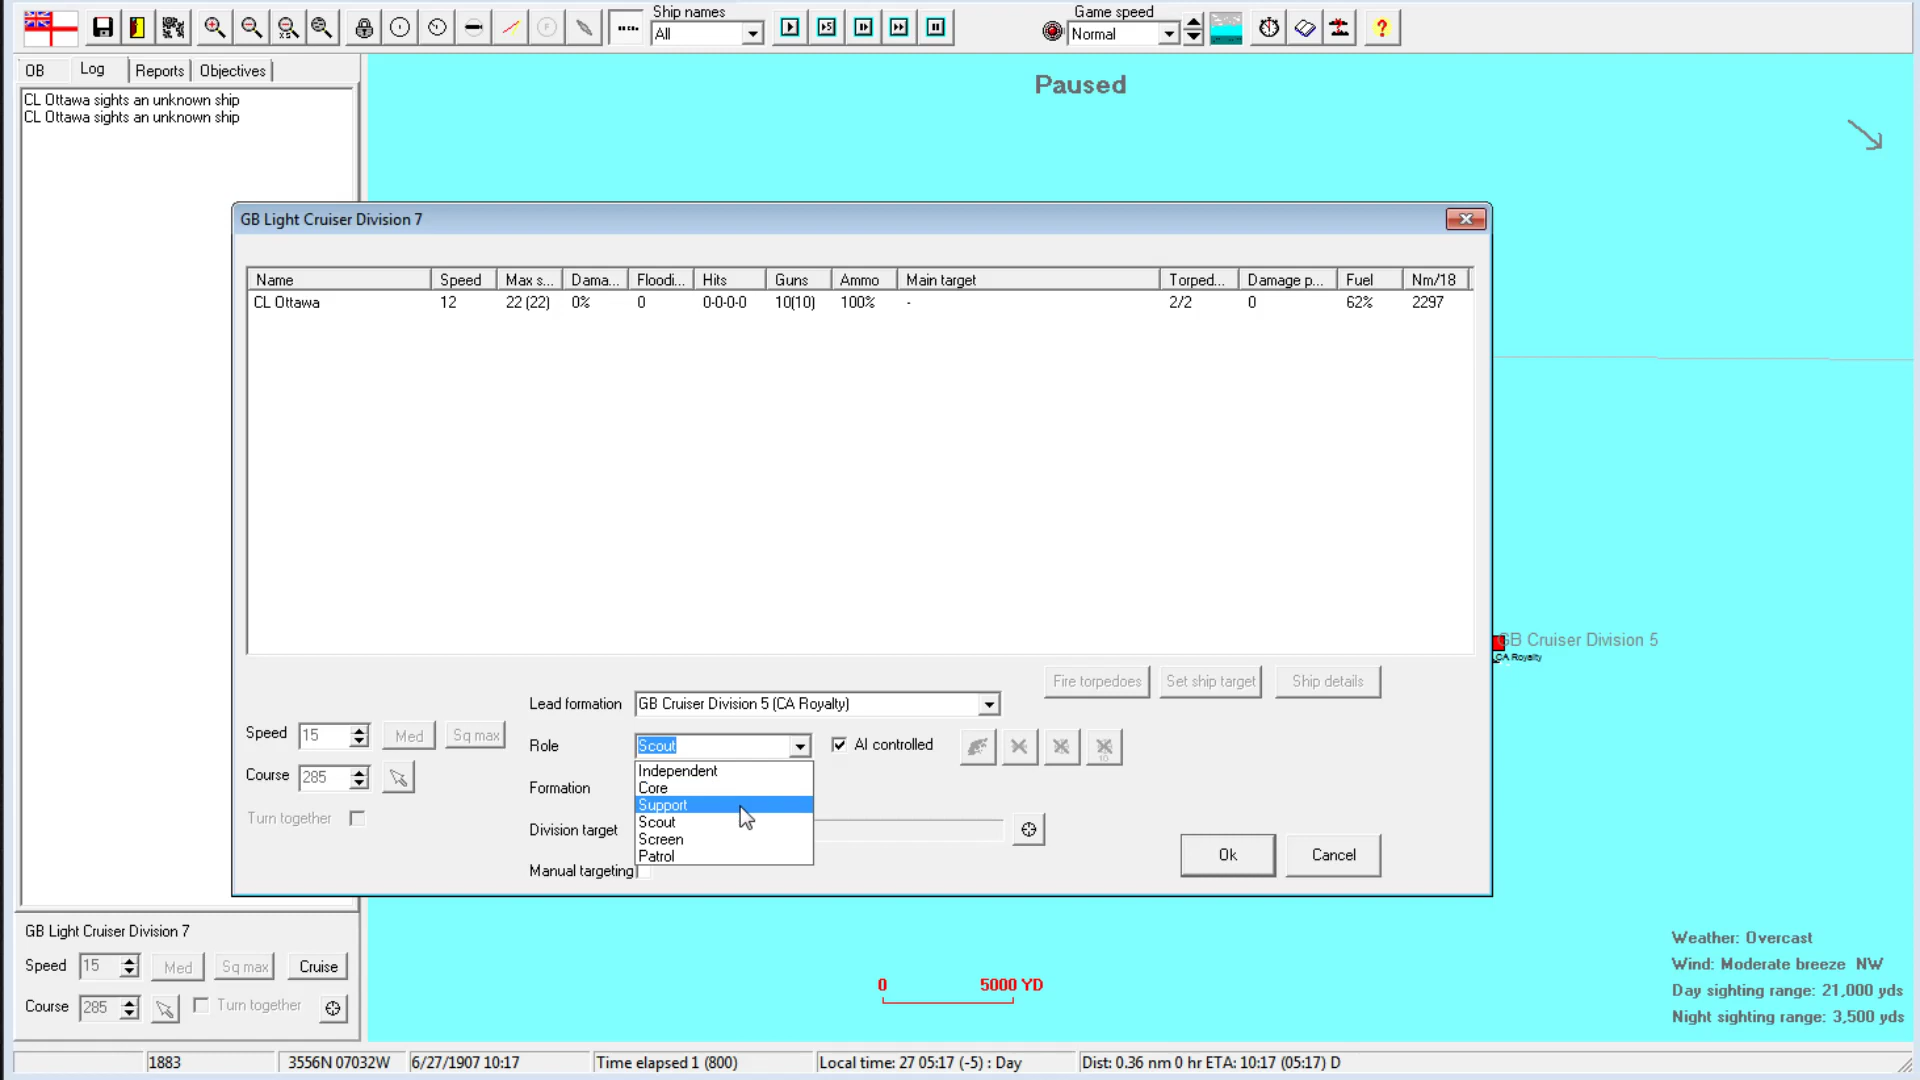 Ship names
All
Game speed
Normal
OB
Log
Reports
Objectives
CL Ottawa sights an unknown ship
CL Ottawa sights an unknown ship
Paused
GB Light Cruiser Division 7
Name Speed Max s... Dama... Floodi... Hits Guns Ammo Main target Torped... Damage p... Fuel Nm/18
CL Ottawa 12 22 (22) 0% 0 0-0-0-0 10(10) 100% - 2/2 0 62% 2297
GB Cruiser Division 5
CA Royalty
Fire torpedoes
Set ship target
Ship details
Lead formation GB Cruiser Division 5 (CA Royalty)
Speed 15 Med Sq max
Role Scout
AI controlled
10
Independent
Core
Support
Scout
Screen
Patrol
Course 285
Formation
Turn together
Division target
Manual targeting
Ok
Cancel
GB Light Cruiser Division 7
Speed 15 Med Sq max Cruise
Course 285 Turn together
0 5000 YD
Weather: Overcast
Wind: Moderate breeze NW
Day sighting range: 21,000 yds
Night sighting range: 3,500 yds
1883 3556N 07032W 6/27/1907 10:17 Time elapsed 1 (800) Local time: 27 05:17 (-5) : Day Dist: 0.36 nm 0 hr ETA: 10:17 (05:17) D